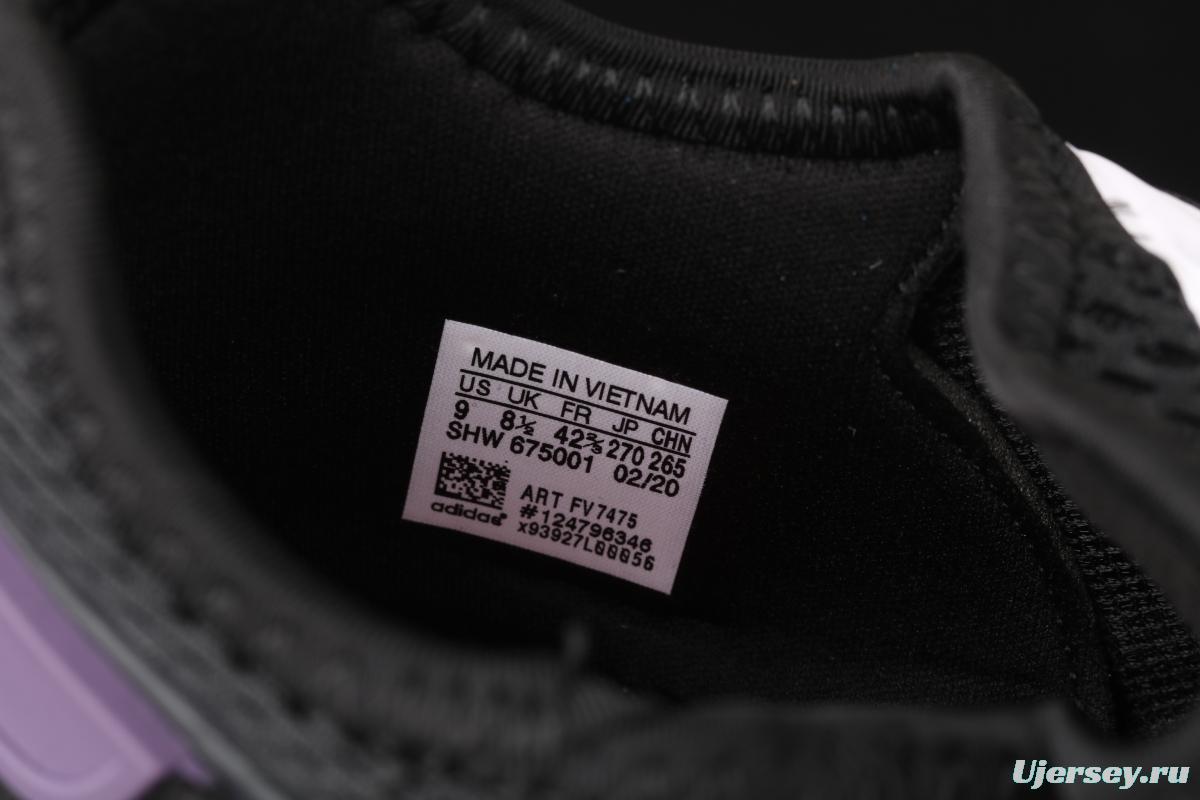 MADE IN VIETNAM
US UK FR JP CHN
9 8½ 42⅔ 270 265
SHW 675001 02/20
ART FV7475
#124796346
x93927L00056
adidas®
Ujersey.ru